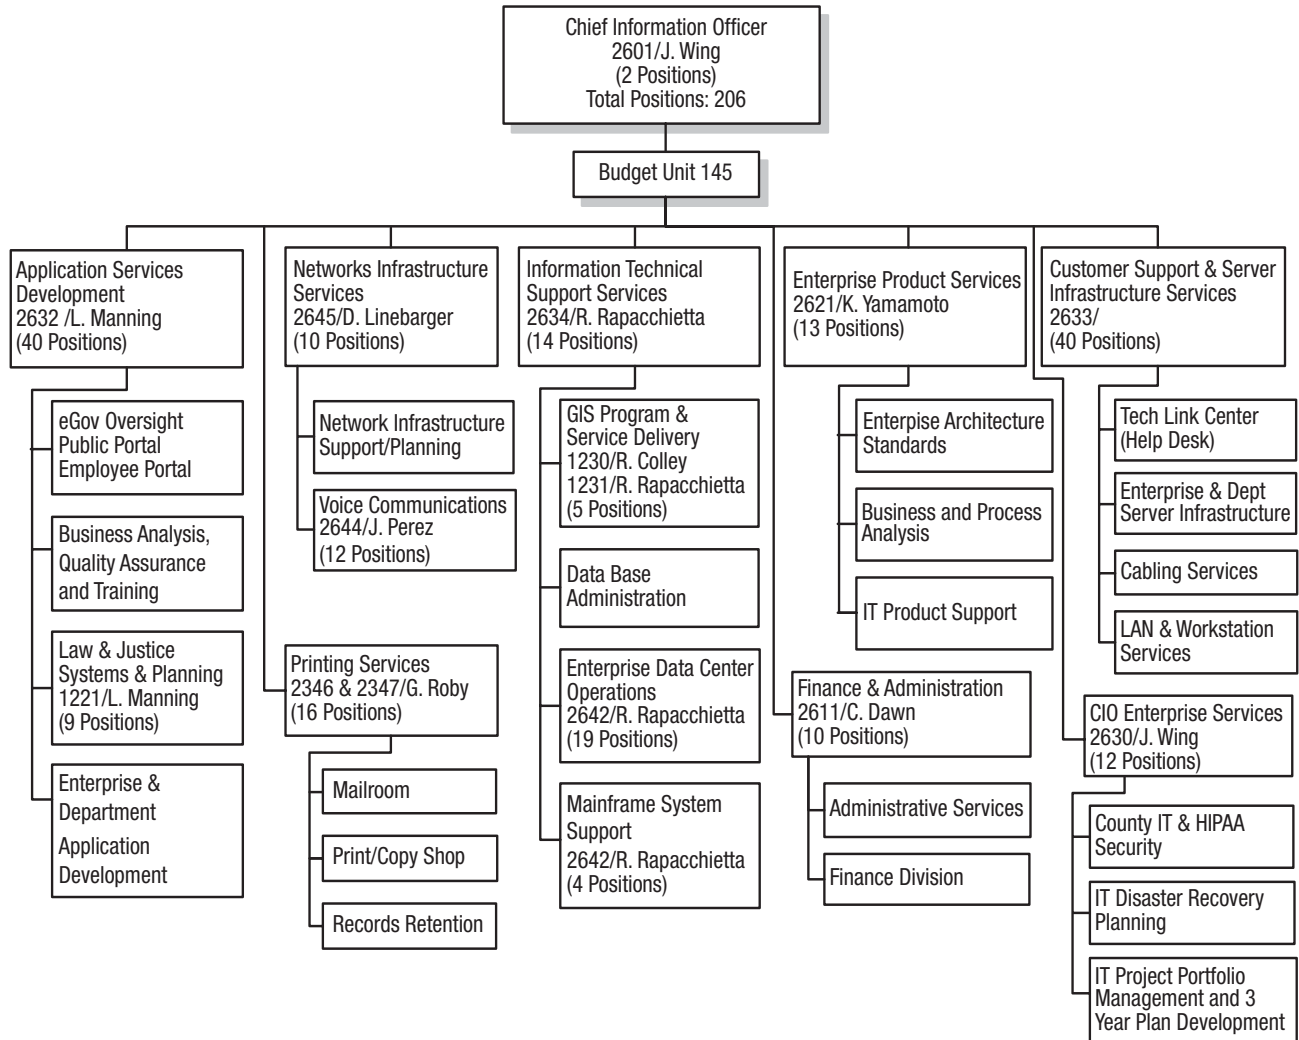 Chief Information Officer
2601/J. Wing
(2 Positions)
Total Positions: 206
Budget Unit 145
Application Services
Development
2632 /L. Manning
(40 Positions)
eGov Oversight
Public Portal
Employee Portal
Business Analysis,
Quality Assurance
and Training
Law & Justice
Systems & Planning
1221/L. Manning
(9 Positions)
Enterprise &
Department
Application
Development
Networks Infrastructure
Services
2645/D. Linebarger
(10 Positions)
Network Infrastructure
Support/Planning
Voice Communications
2644/J. Perez
(12 Positions)
Printing Services
2346 & 2347/G. Roby
(16 Positions)
Mailroom
Print/Copy Shop
Records Retention
Information Technical
Support Services
2634/R. Rapacchietta
(14 Positions)
GIS Program &
Service Delivery
1230/R. Colley
1231/R. Rapacchietta
(5 Positions)
Data Base
Administration
Enterprise Data Center
Operations
2642/R. Rapacchietta
(19 Positions)
Mainframe System
Support
2642/R. Rapacchietta
(4 Positions)
Enterprise Product Services
2621/K. Yamamoto
(13 Positions)
Enterpise Architecture
Standards
Business and Process
Analysis
IT Product Support
Finance & Administration
2611/C. Dawn
(10 Positions)
Administrative Services
Finance Division
Customer Support & Server
Infrastructure Services
2633/
(40 Positions)
Tech Link Center
(Help Desk)
Enterprise & Dept
Server Infrastructure
Cabling Services
LAN & Workstation
Services
CIO Enterprise Services
2630/J. Wing
(12 Positions)
County IT & HIPAA
Security
IT Disaster Recovery
Planning
IT Project Portfolio
Management and 3
Year Plan Development